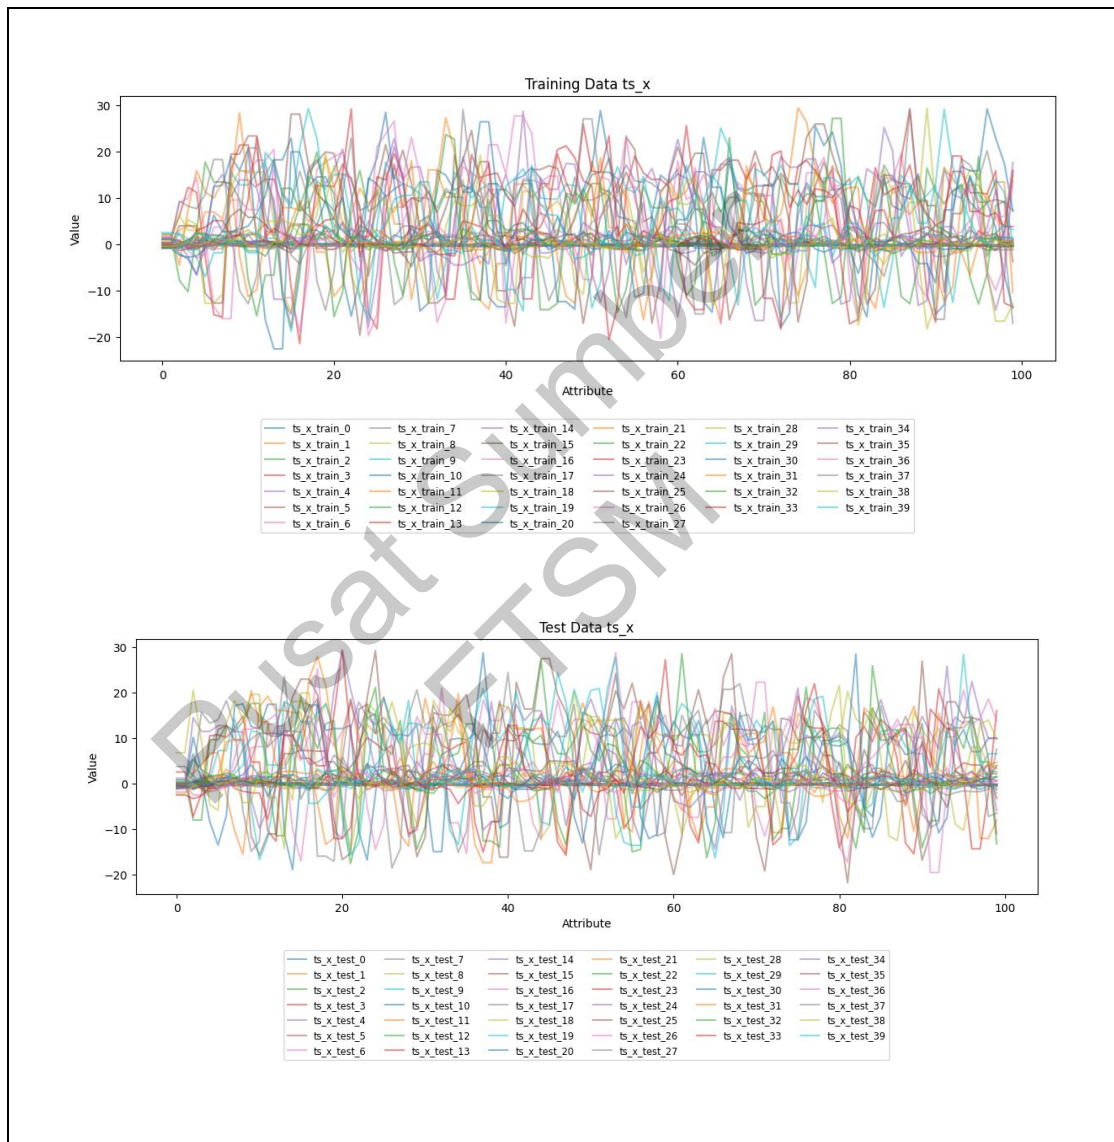 Training Data ts_x
30
20
10
0
−10
−20
Value
0 20 40 60 80 100
Attribute
ts_x_train_0 ts_x_train_7 ts_x_train_14 ts_x_train_21 ts_x_train_28 ts_x_train_34
ts_x_train_1 ts_x_train_8 ts_x_train_15 ts_x_train_22 ts_x_train_29 ts_x_train_35
ts_x_train_2 ts_x_train_9 ts_x_train_16 ts_x_train_23 ts_x_train_30 ts_x_train_36
ts_x_train_3 ts_x_train_10 ts_x_train_17 ts_x_train_24 ts_x_train_31 ts_x_train_37
ts_x_train_4 ts_x_train_11 ts_x_train_18 ts_x_train_25 ts_x_train_32 ts_x_train_38
ts_x_train_5 ts_x_train_12 ts_x_train_19 ts_x_train_26 ts_x_train_33 ts_x_train_39
ts_x_train_6 ts_x_train_13 ts_x_train_20 ts_x_train_27
Pusat Sumber
FTSM
Test Data ts_x
30
20
10
0
−10
−20
Value
0 20 40 60 80 100
Attribute
ts_x_test_0 ts_x_test_7 ts_x_test_14 ts_x_test_21 ts_x_test_28 ts_x_test_34
ts_x_test_1 ts_x_test_8 ts_x_test_15 ts_x_test_22 ts_x_test_29 ts_x_test_35
ts_x_test_2 ts_x_test_9 ts_x_test_16 ts_x_test_23 ts_x_test_30 ts_x_test_36
ts_x_test_3 ts_x_test_10 ts_x_test_17 ts_x_test_24 ts_x_test_31 ts_x_test_37
ts_x_test_4 ts_x_test_11 ts_x_test_18 ts_x_test_25 ts_x_test_32 ts_x_test_38
ts_x_test_5 ts_x_test_12 ts_x_test_19 ts_x_test_26 ts_x_test_33 ts_x_test_39
ts_x_test_6 ts_x_test_13 ts_x_test_20 ts_x_test_27